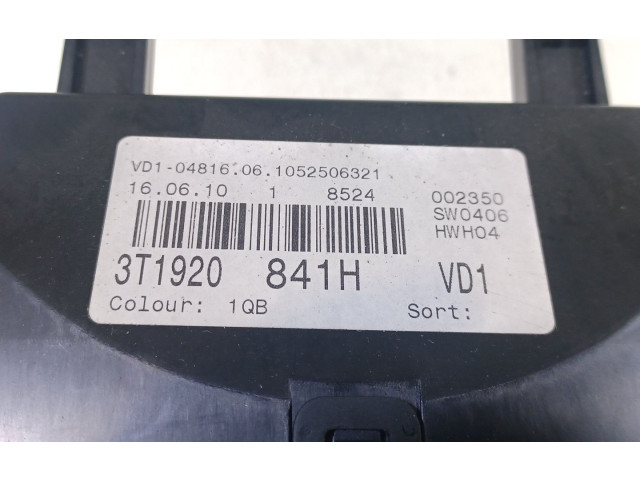 VD1-04816.06.1052506321
16.06.10 1 8524 002350
SW0406
HWH04
3T1920 841H VD1
Colour: 1QB Sort: